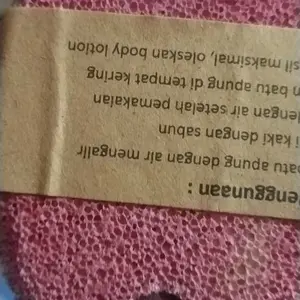 enggunaan :
batu apung dengan air mengalir
i kaki dengan sabun
dengan air setelah pemakaian
n batu apung di tempat kering
sil maksimal, oleskan body lotion